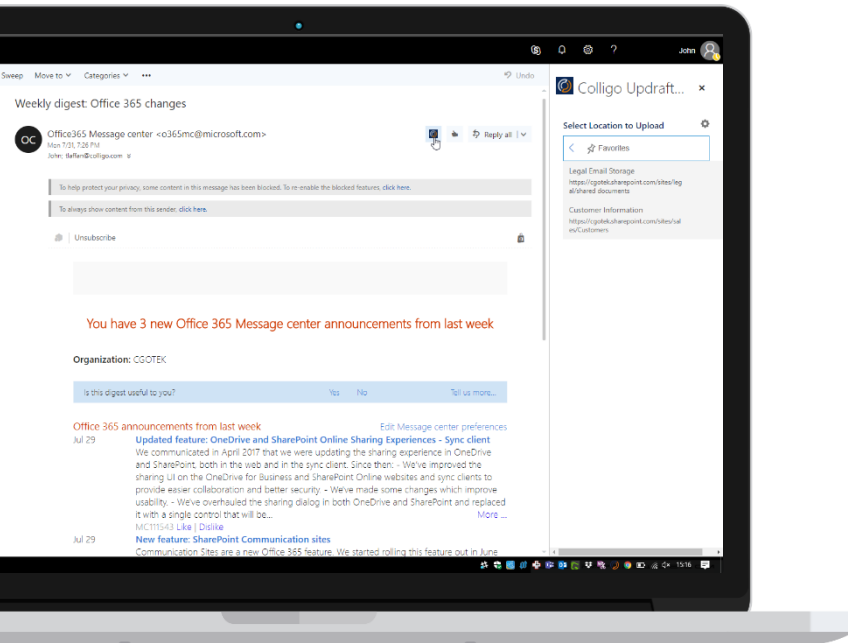 John
Sweep Move to Categories ••• Undo
Colligo Updraft...
Weekly digest: Office 365 changes
OC
Office365 Message center <o365mc@microsoft.com>
Mon 7/31, 7:26 PM
John; tlaffan@colligo.com
Reply all
Select Location to Upload
Favorites
Legal Email Storage
https://cgotek.sharepoint.com/sites/leg
al/shared documents
Customer Information
https://cgotek.sharepoint.com/sites/sal
es/Customers
To help protect your privacy, some content in this message has been blocked. To re-enable the blocked features, click here.
To always show content from this sender, click here.
Unsubscribe
You have 3 new Office 365 Message center announcements from last week
Organization: CGOTEK
Is this digest useful to you? Yes No Tell us more...
Office 365 announcements from last week Edit Message center preferences
Jul 29 Updated feature: OneDrive and SharePoint Online Sharing Experiences - Sync client
We communicated in April 2017 that we were updating the sharing experience in OneDrive
and SharePoint, both in the web and in the sync client. Since then: - We've improved the
sharing UI on the OneDrive for Business and SharePoint Online websites and sync clients to
provide easier collaboration and better security. - We've made some changes which improve
usability. - We've overhauled the sharing dialog in both OneDrive and SharePoint and replaced
it with a single control that will be... More ...
MC111543 Like | Dislike
Jul 29 New feature: SharePoint Communication sites
Communication Sites are a new Office 365 feature. We started rolling this feature out in June
15:16